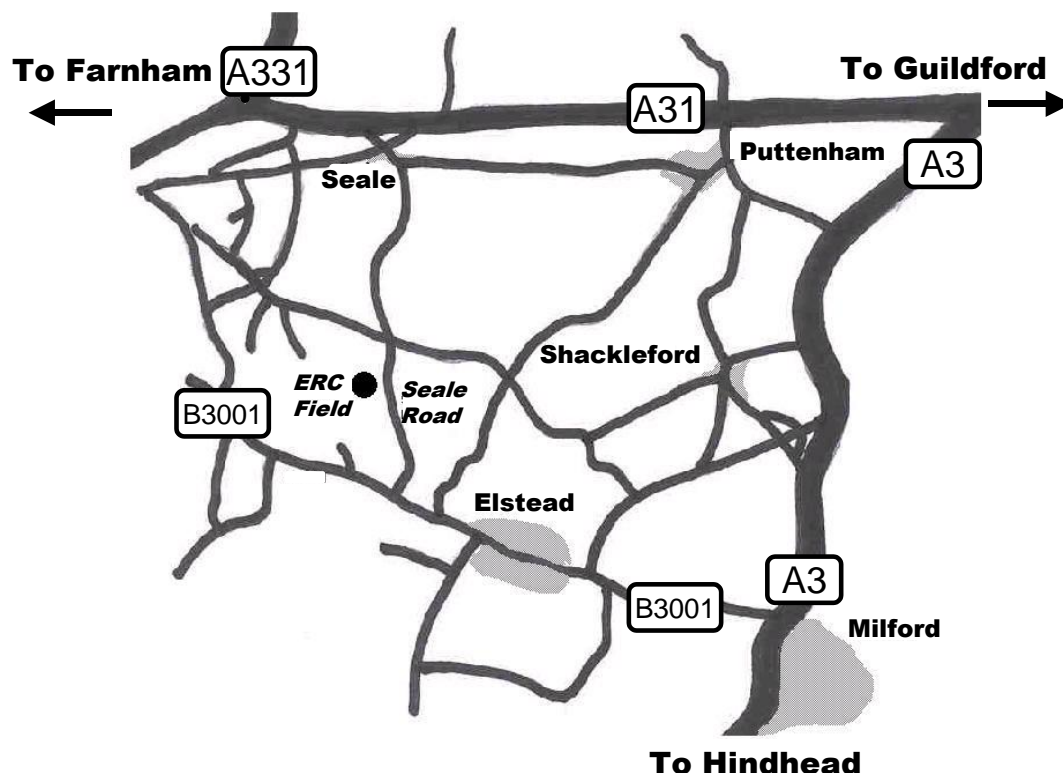 To Farnham
A331
To Guildford
A31
Puttenham
A3
Seale
Shackleford
ERC
Field
Seale
Road
B3001
Elstead
A3
B3001
Milford
To Hindhead